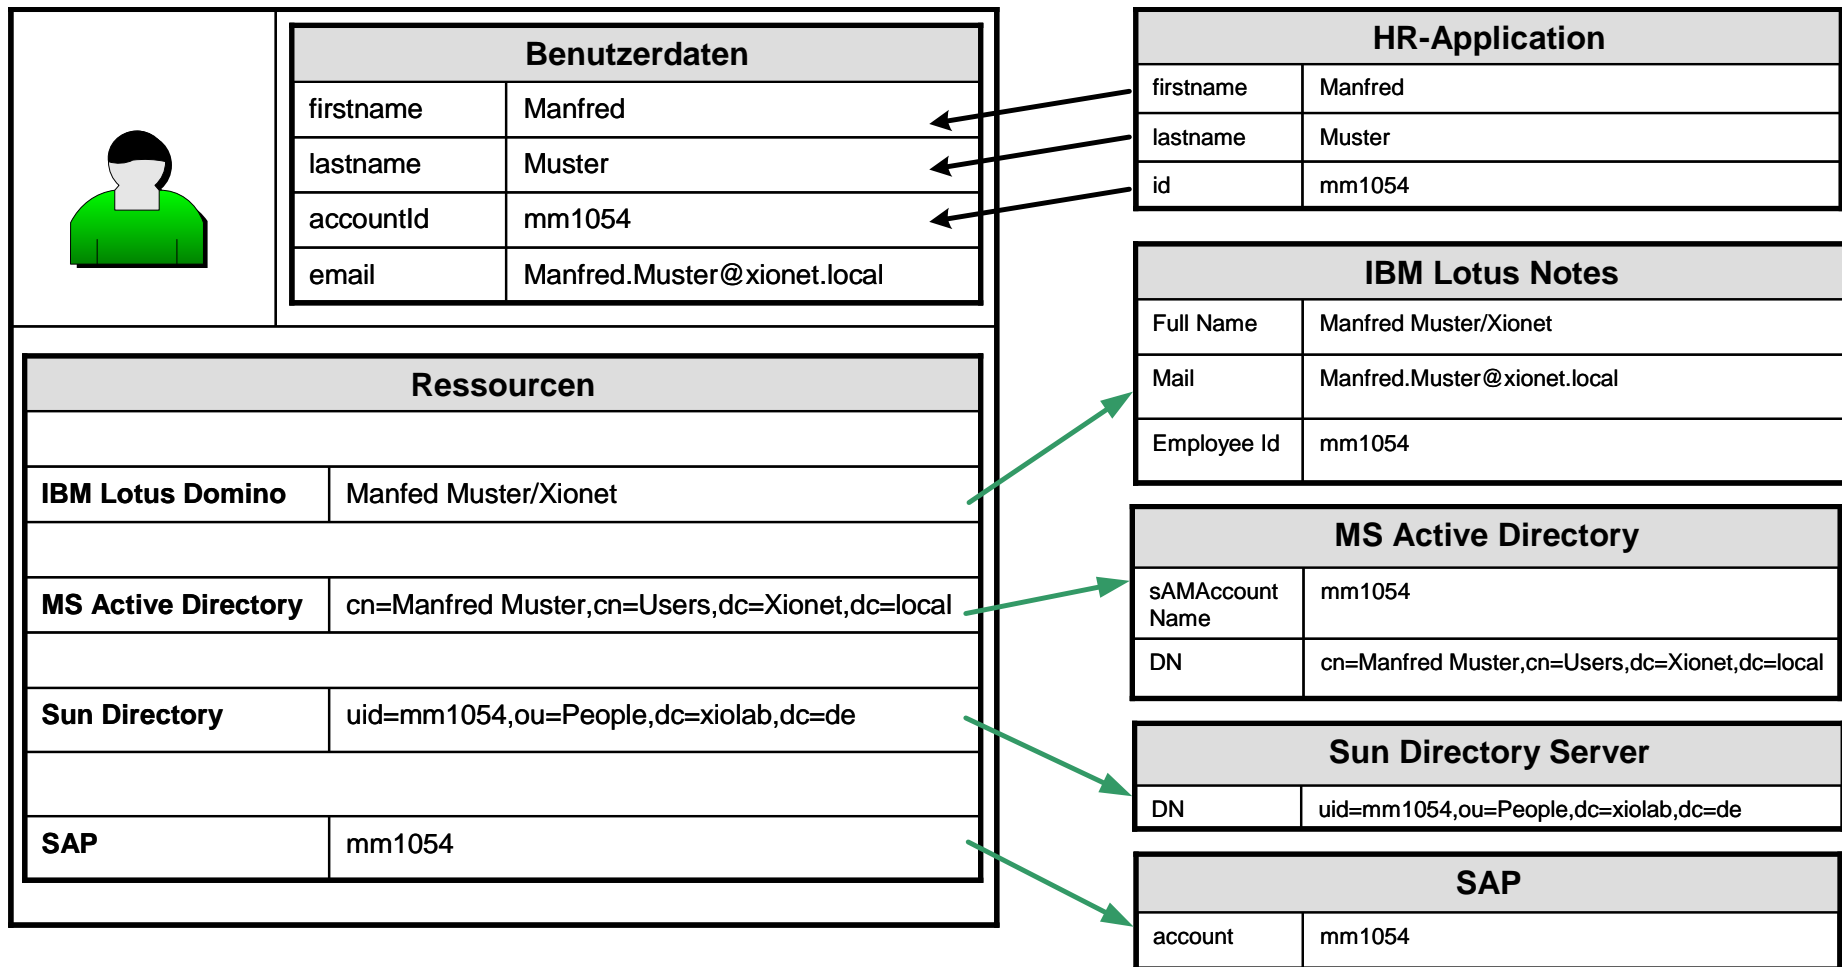 Benutzerdaten
firstname Manfred
lastname Muster
accountId mm1054
email Manfred.Muster@xionet.local
Ressourcen
IBM Lotus Domino Manfed Muster/Xionet
MS Active Directory cn=Manfred Muster,cn=Users,dc=Xionet,dc=local
Sun Directory uid=mm1054,ou=People,dc=xiolab,dc=de
SAP mm1054
HR-Application
firstname Manfred
lastname Muster
id mm1054
IBM Lotus Notes
Full Name Manfred Muster/Xionet
Mail Manfred.Muster@xionet.local
Employee Id mm1054
MS Active Directory
sAMAccount mm1054
Name
DN cn=Manfred Muster,cn=Users,dc=Xionet,dc=local
Sun Directory Server
DN uid=mm1054,ou=People,dc=xiolab,dc=de
SAP
account mm1054